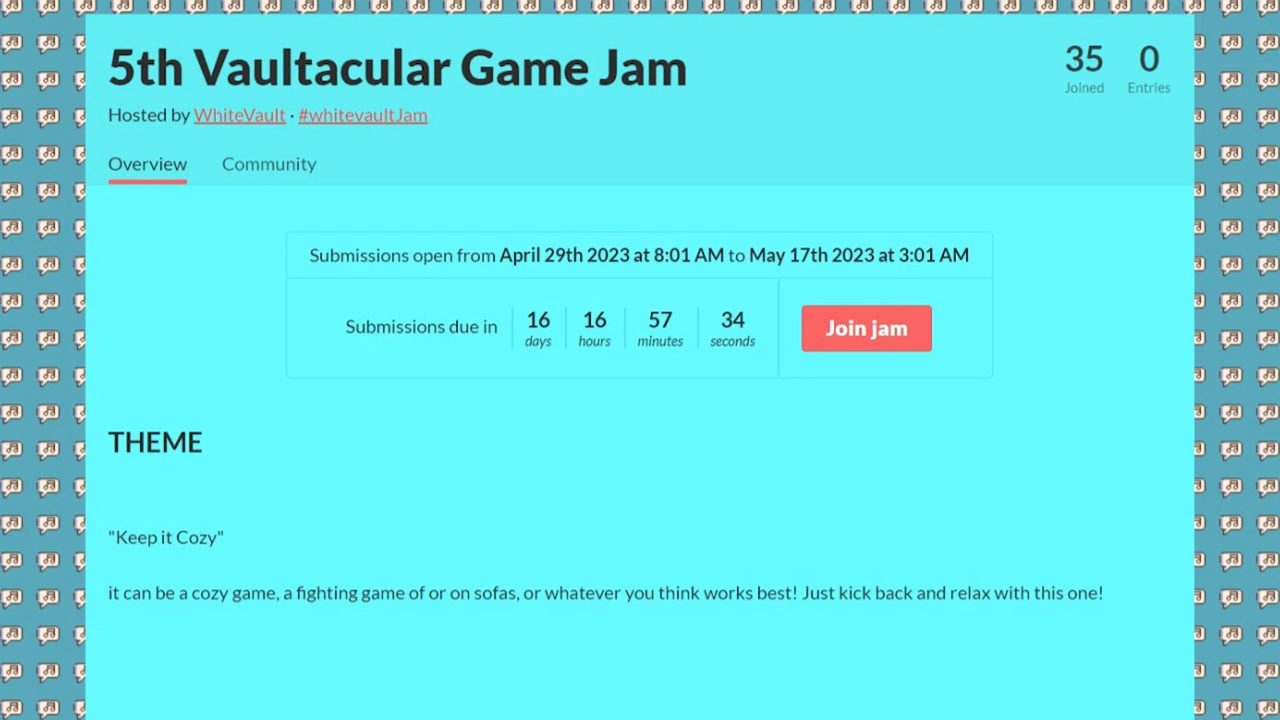 5th Vaultacular Game Jam
35 0
Joined Entries
Hosted by WhiteVault · #whitevaultJam
Overview Community
Submissions open from April 29th 2023 at 8:01 AM to May 17th 2023 at 3:01 AM
Submissions due in 16 days 16 hours 57 minutes 34 seconds
Join jam
THEME
"Keep it Cozy"
it can be a cozy game, a fighting game of or on sofas, or whatever you think works best! Just kick back and relax with this one!